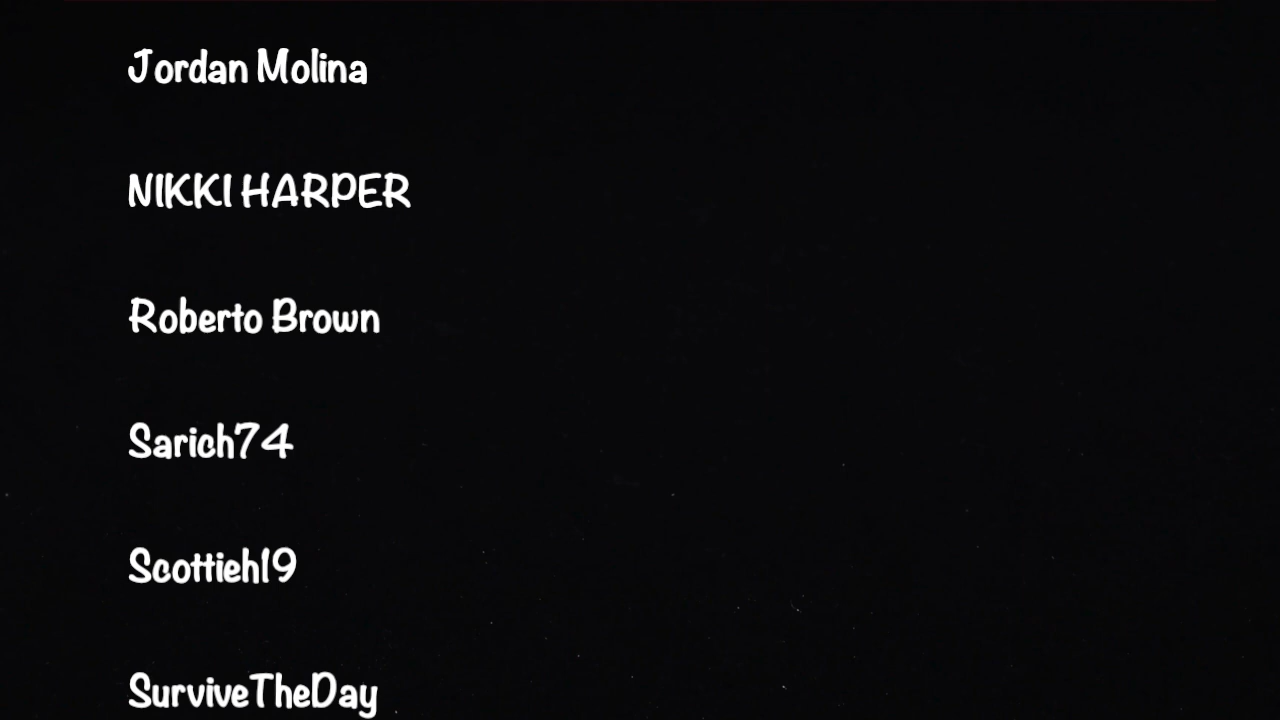 Jordan Molina
NIKKI HARPER
Roberto Brown
Sarich74
Scottieh19
SurviveTheDay